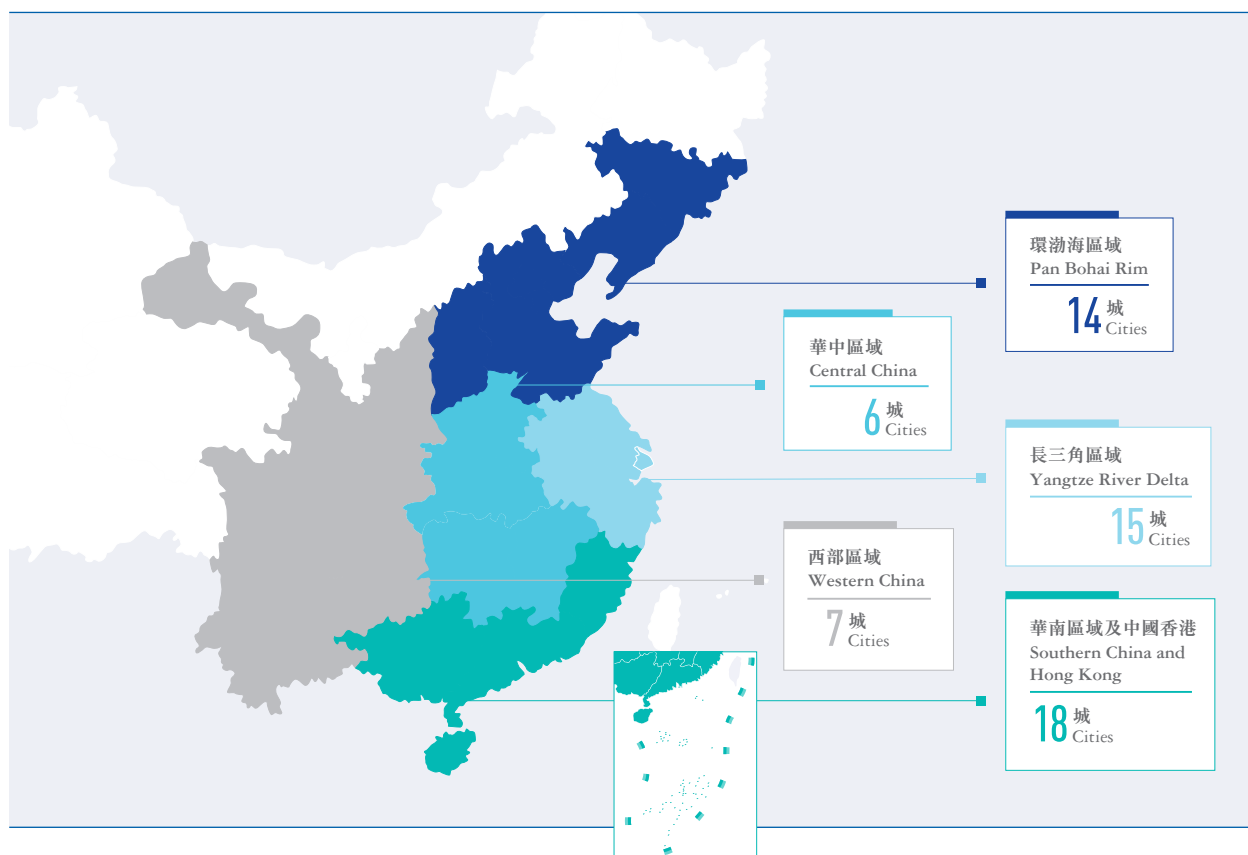 環渤海區域
Pan Bohai Rim
14 城
Cities
華中區域
Central China
6 城
Cities
長三角區域
Yangtze River Delta
15 城
Cities
西部區域
Western China
7 城
Cities
華南區域及中國香港
Southern China and
Hong Kong
18 城
Cities